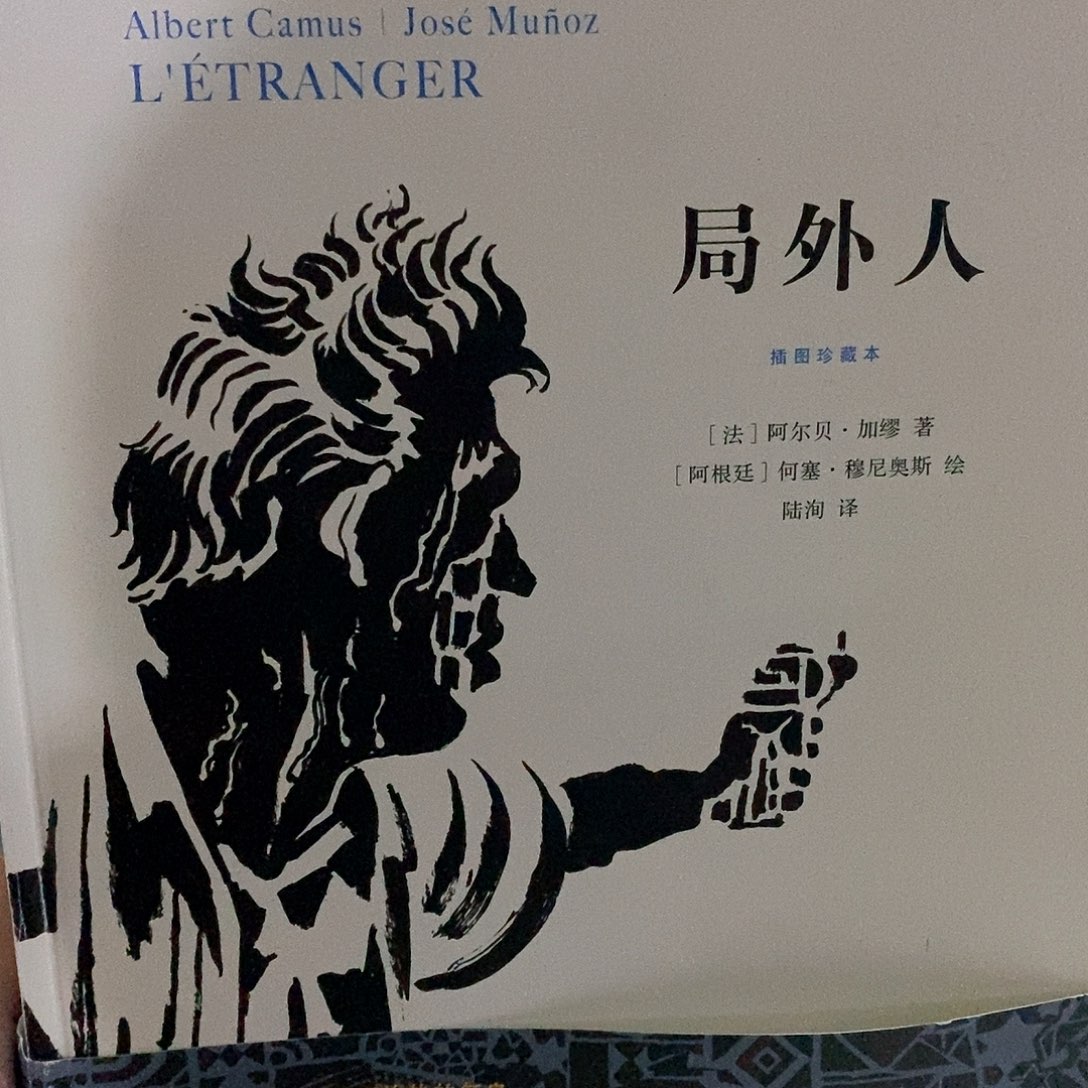 Albert Camus | José Muñoz
L'ÉTRANGER
局外人
插图珍藏本
［法］阿尔贝·加缪 著
［阿根廷］何塞·穆尼奥斯 绘
陆洵 译